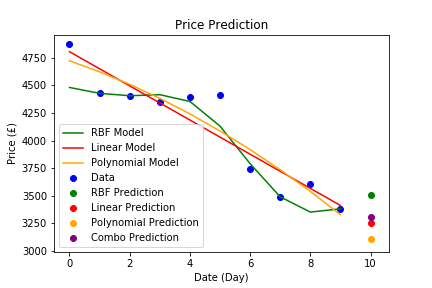 Price Prediction
Price (£)
4750
4500
4250
4000
3750
3500
3250
3000
RBF Model
Linear Model
Polynomial Model
Data
RBF Prediction
Linear Prediction
Polynomial Prediction
Combo Prediction
0 2 4 6 8 10
Date (Day)